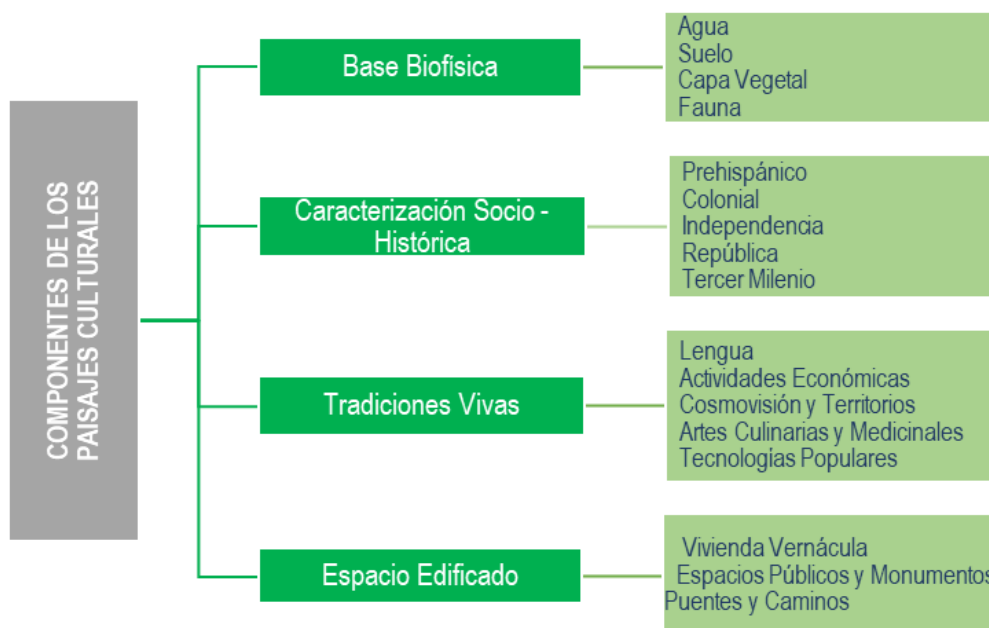 COMPONENTES DE LOS
PAISAJES CULTURALES
Base Biofísica
Agua
Suelo
Capa Vegetal
Fauna
Caracterización Socio -
Histórica
Prehispánico
Colonial
Independencia
República
Tercer Milenio
Tradiciones Vivas
Lengua
Actividades Económicas
Cosmovisión y Territorios
Artes Culinarias y Medicinales
Tecnologías Populares
Espacio Edificado
Vivienda Vernácula
Espacios Públicos y Monumentos
Puentes y Caminos